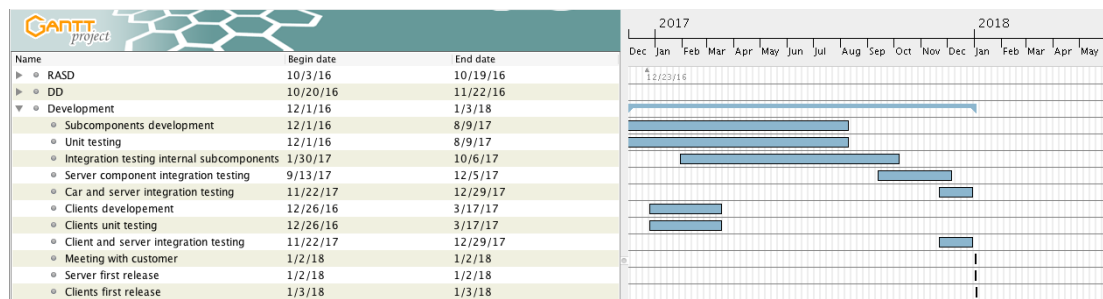 GANTT
project
2017 2018
Dec Jan Feb Mar Apr May Jun Jul Aug Sep Oct Nov Dec Jan Feb Mar Apr May
Name Begin date End date
12/23/16
RASD 10/3/16 10/19/16
DD 10/20/16 11/22/16
Development 12/1/16 1/3/18
Subcomponents development 12/1/16 8/9/17
Unit testing 12/1/16 8/9/17
Integration testing internal subcomponents 1/30/17 10/6/17
Server component integration testing 9/13/17 12/5/17
Car and server integration testing 11/22/17 12/29/17
Clients developement 12/26/16 3/17/17
Clients unit testing 12/26/16 3/17/17
Client and server integration testing 11/22/17 12/29/17
Meeting with customer 1/2/18 1/2/18
Server first release 1/2/18 1/2/18
Clients first release 1/3/18 1/3/18